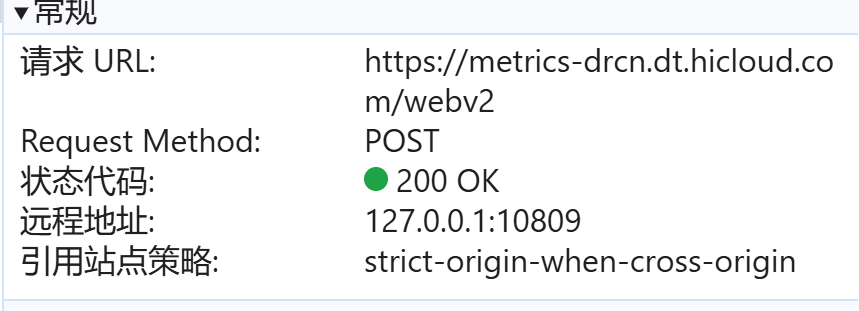 ▼常规
请求 URL: https://metrics-drcn.dt.hicloud.co
m/webv2
Request Method: POST
状态代码: 200 OK
远程地址: 127.0.0.1:10809
引用站点策略: strict-origin-when-cross-origin